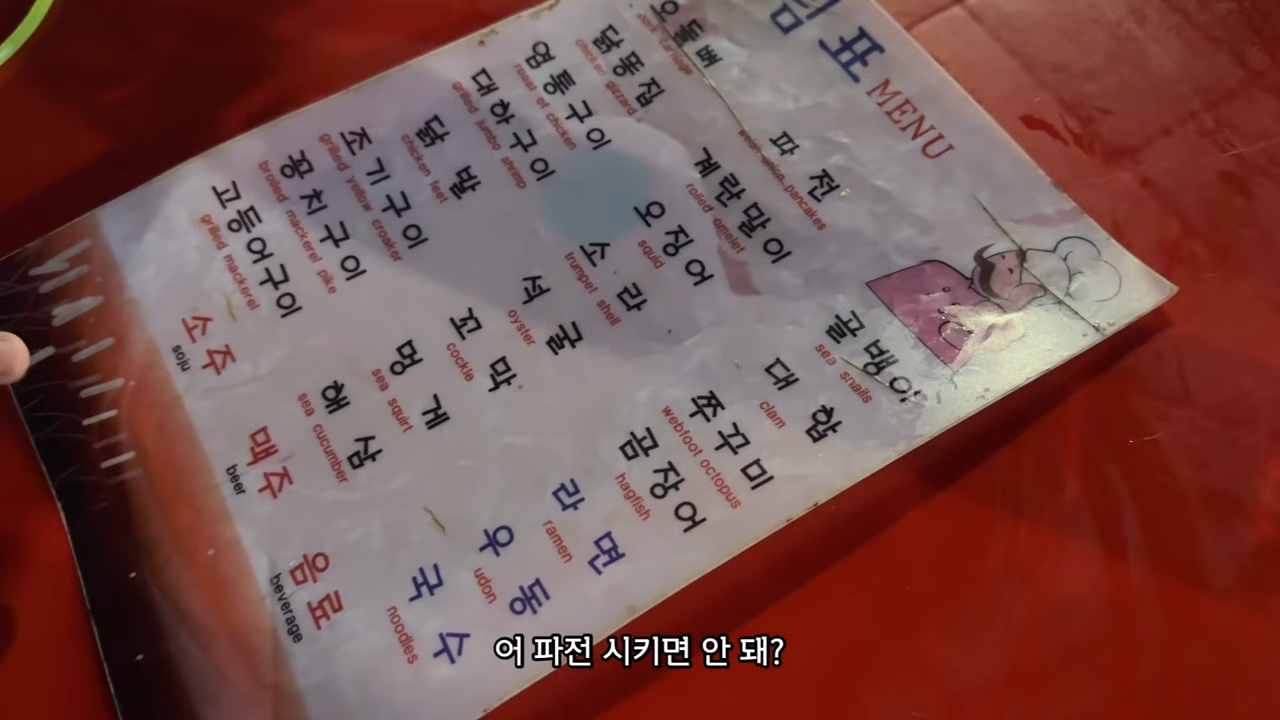 림표 MENU
오돌뼈
pork cartilage
닭똥집
chicken gizzard
염통구이
roast of chicken
대하구이
grilled jumbo shrimp
닭발
chicken feet
조기구이
grilled yellow croaker
꽁치구이
broiled mackerel pike
고등어구이
grilled mackerel
파전
pancakes
계란말이
rolled omelet
오징어
squid
소라
trumpet shell
석굴
oyster
꼬막
cockle
멍게
sea squirt
해삼
sea cucumber
골뱅이
sea snails
대합
clam
쭈꾸미
webfoot octopus
곰장어
hagfish
라면
ramen
우동
udon
국수
noodles
소주
soju
맥주
beer
음료
beverage
어 파전 시키면 안 돼?